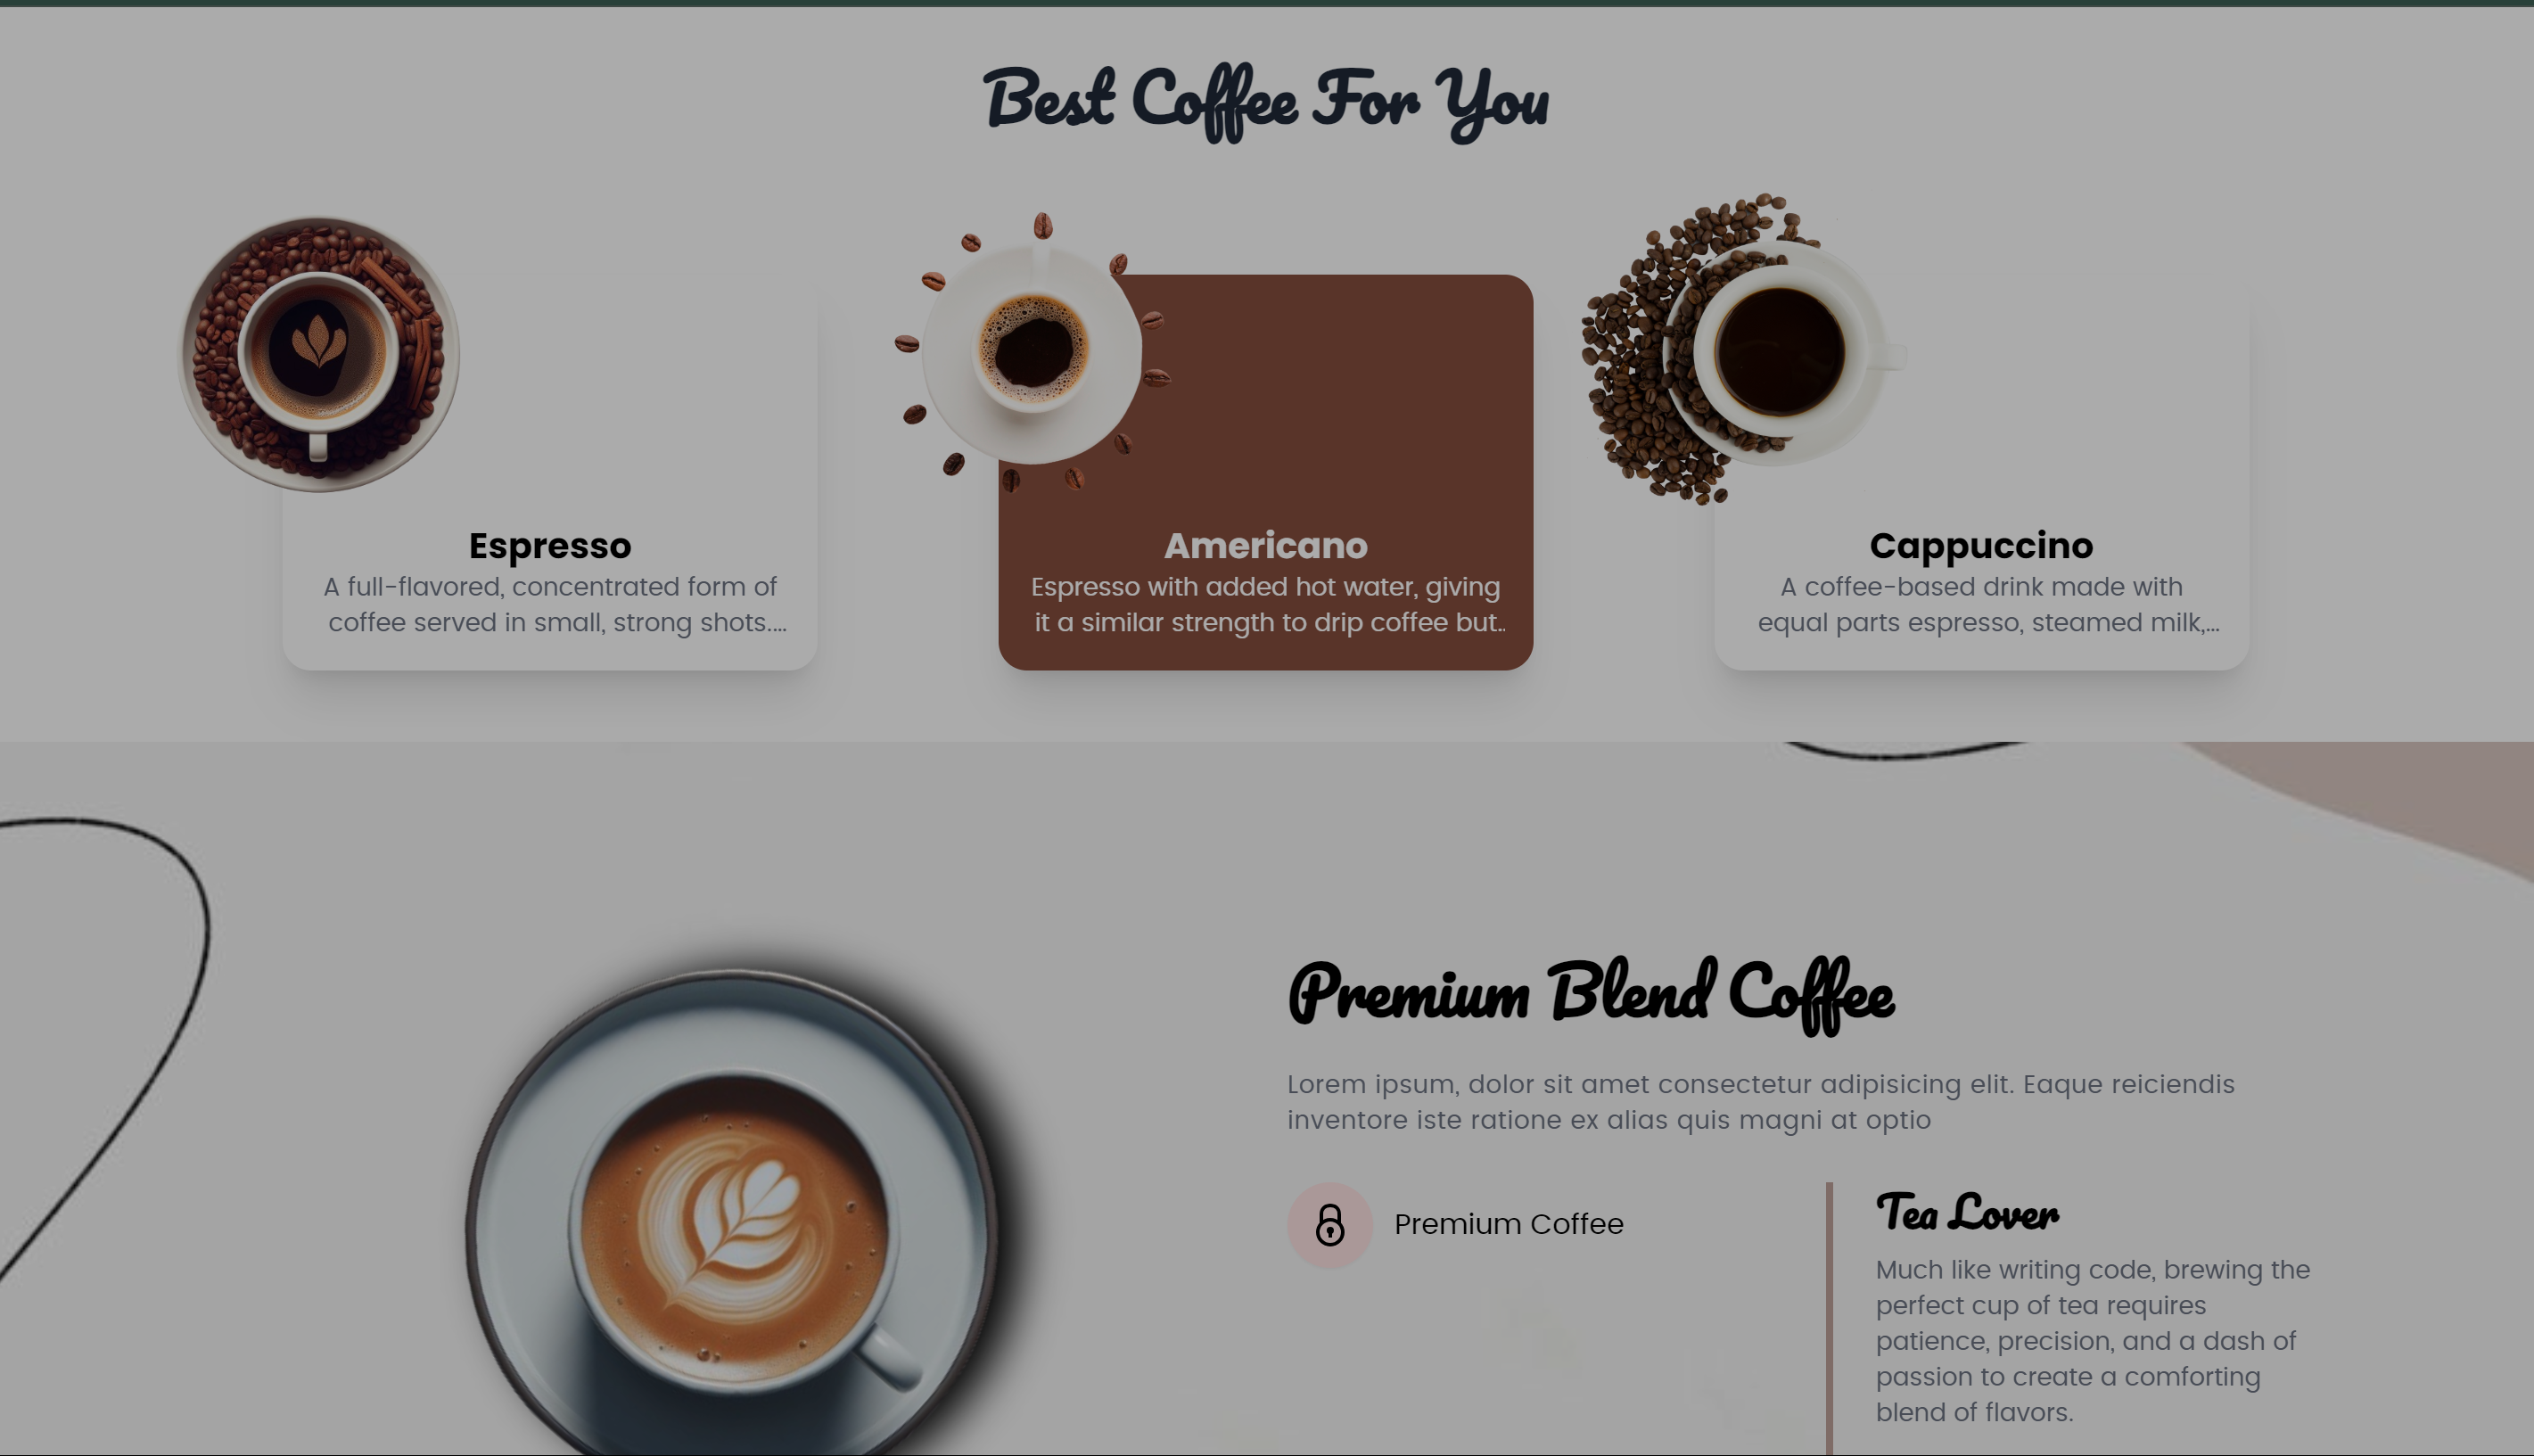 Best Coffee For You
Espresso
A full-flavored, concentrated form of
coffee served in small, strong shots....
Americano
Espresso with added hot water, giving
it a similar strength to drip coffee but..
Cappuccino
A coffee-based drink made with
equal parts espresso, steamed milk,...
Premium Blend Coffee
Lorem ipsum, dolor sit amet consectetur adipisicing elit. Eaque reiciendis
inventore iste ratione ex alias quis magni at optio
Premium Coffee
Tea Lover
Much like writing code, brewing the
perfect cup of tea requires
patience, precision, and a dash of
passion to create a comforting
blend of flavors.